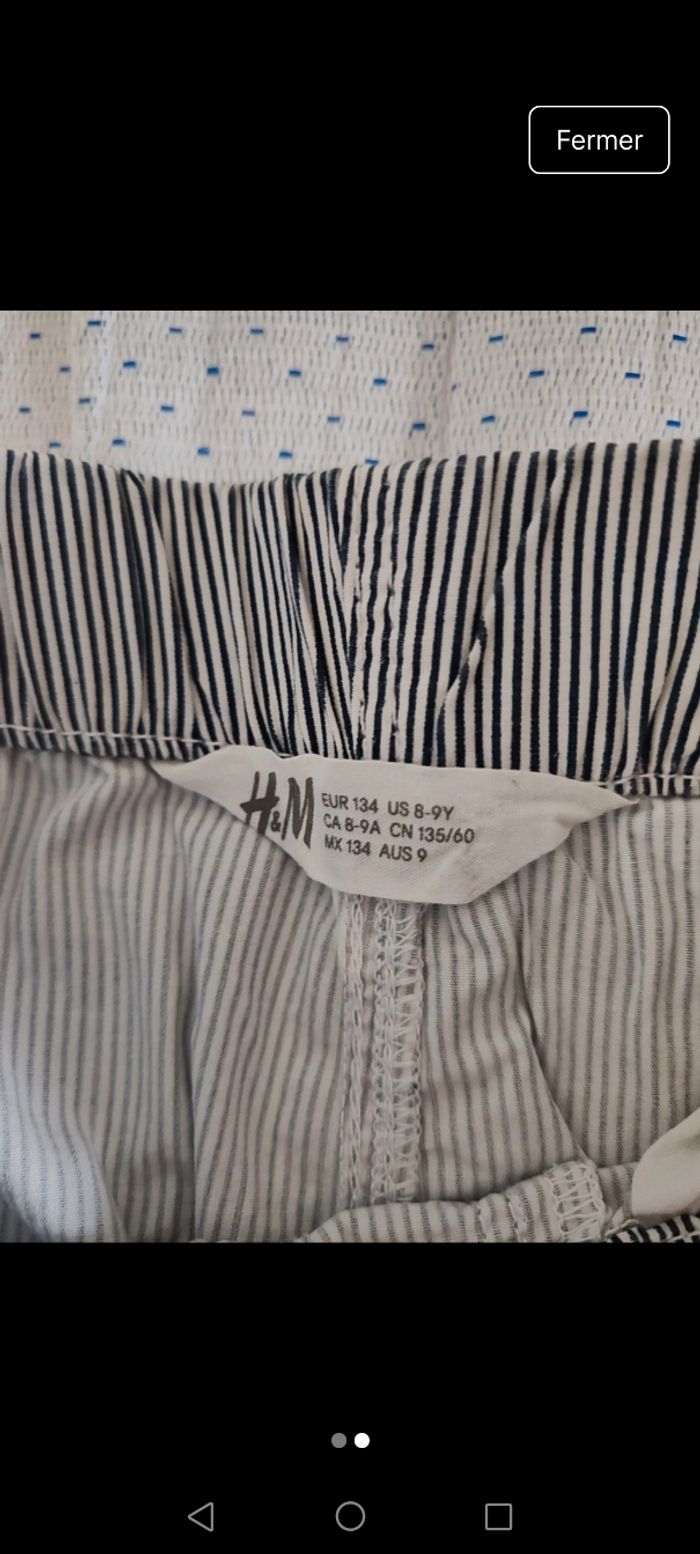 Fermer
H&M
EUR 134 US 8-9Y
CA 8-9A CN 135/60
MX 134 AUS 9